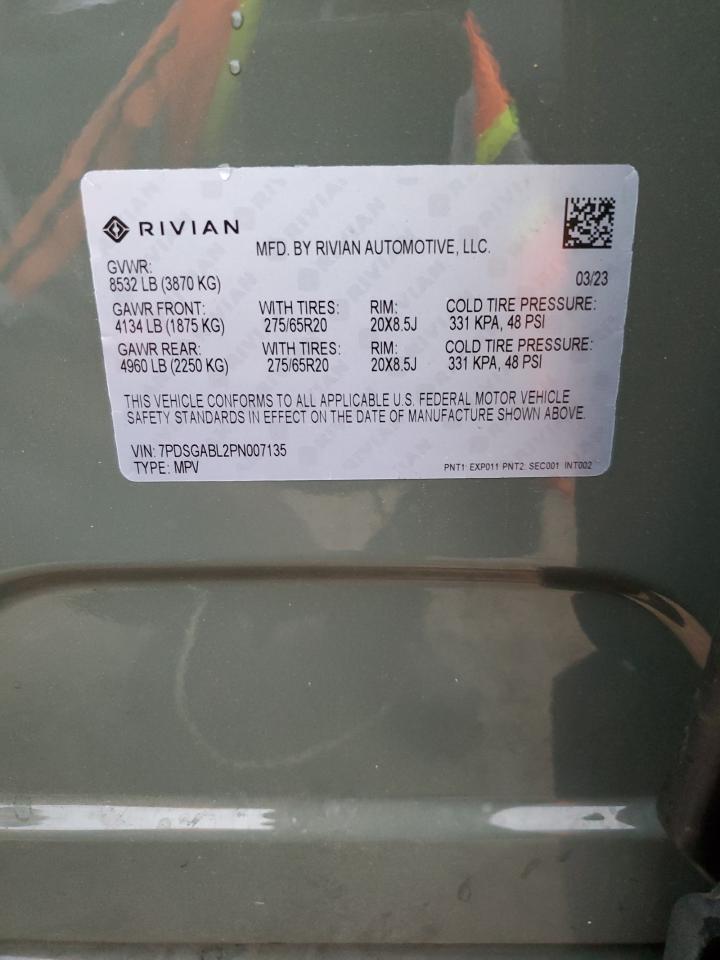 RIVIAN
MFD. BY RIVIAN AUTOMOTIVE, LLC.
GVWR:
8532 LB (3870 KG)
03/23
GAWR FRONT: WITH TIRES: RIM: COLD TIRE PRESSURE:
4134 LB (1875 KG) 275/65R20 20X8.5J 331 KPA, 48 PSI
GAWR REAR: WITH TIRES: RIM: COLD TIRE PRESSURE:
4960 LB (2250 KG) 275/65R20 20X8.5J 331 KPA, 48 PSI
THIS VEHICLE CONFORMS TO ALL APPLICABLE U.S. FEDERAL MOTOR VEHICLE
SAFETY STANDARDS IN EFFECT ON THE DATE OF MANUFACTURE SHOWN ABOVE.
VIN: 7PDSGABL2PN007135
TYPE: MPV
PNT1: EXP011 PNT2: SEC001 INT002